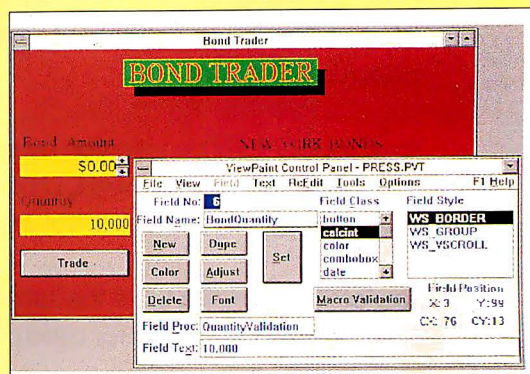 Bond Trader
BOND TRADER
Bond Amount
NEW YORK BONDS
$0.00
Quantity
10,000
Trade
ViewPaint Control Panel - PRESS.PVT
File View Field Text RcEdit Tools Options F1 Help
Field No: 6
Field Class
Field Style
Field Name: BondQuantity
button
calcint
color
combobox
date
WS_BORDER
WS_GROUP
WS_VSCROLL
New Dupe Set
Color Adjust
Delete Font
Macro Validation
Field Position
X: 3 Y:99
CX: 76 CY:13
Field Proc: QuantityValidation
Field Text: 10,000